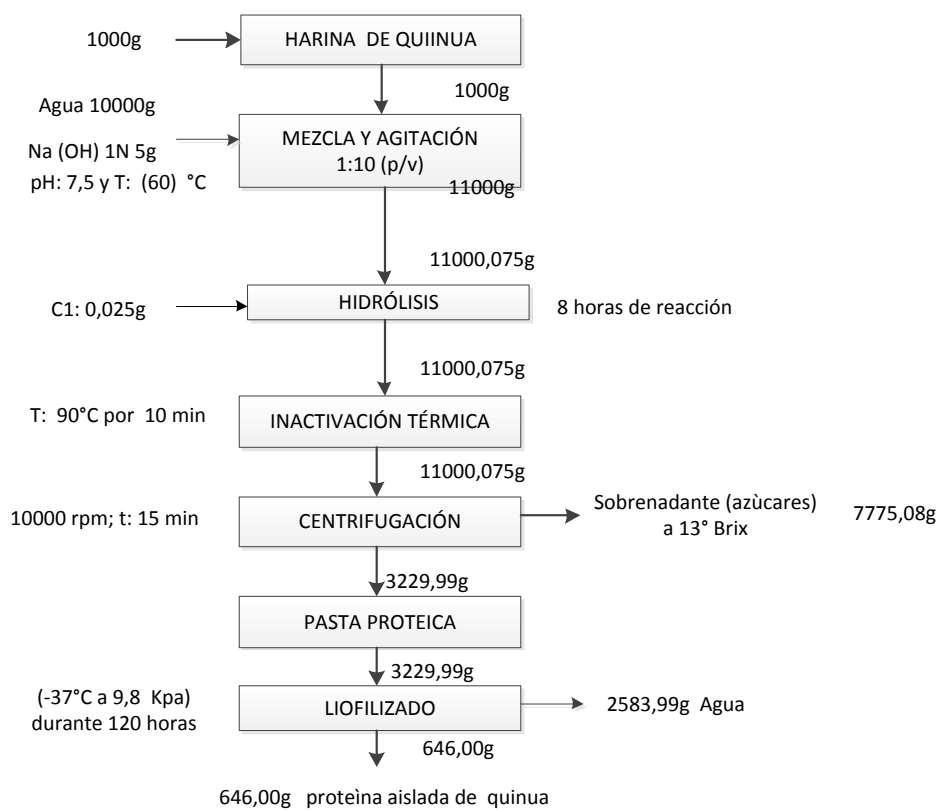 1000g
HARINA DE QUIINUA
1000g
Agua 10000g
MEZCLA Y AGITACIÓN
1:10 (p/v)
Na (OH) 1N 5g
pH: 7,5 y T: (60) °C
11000g
11000,075g
C1: 0,025g
HIDRÓLISIS
8 horas de reacción
11000,075g
T: 90°C por 10 min
INACTIVACIÓN TÉRMICA
11000,075g
10000 rpm; t: 15 min
CENTRIFUGACIÓN
Sobrenadante (azùcares)
a 13° Brix
7775,08g
3229,99g
PASTA PROTEICA
3229,99g
(-37°C a 9,8 Kpa)
durante 120 horas
LIOFILIZADO
2583,99g Agua
646,00g
646,00g proteìna aislada de quinua